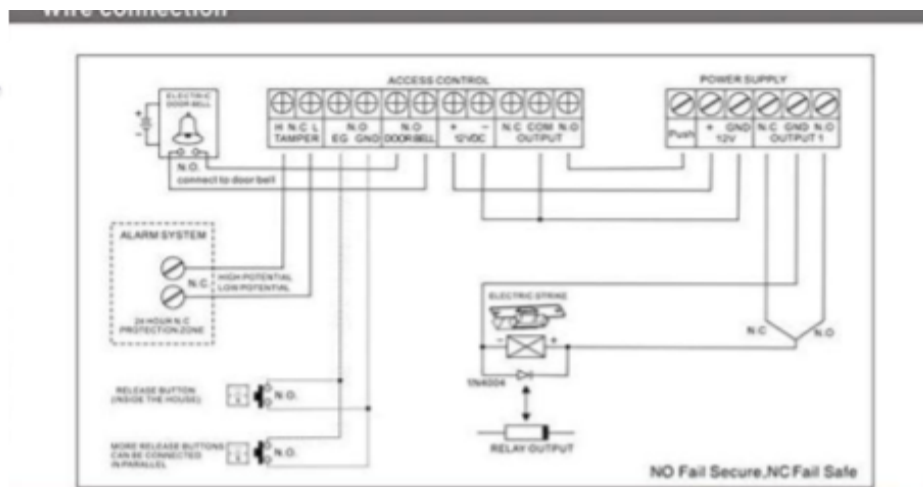 Wire connection
ACCESS CONTROL
POWER SUPPLY
ELECTRIC
DOOR BELL
+
-
H N.C L
TAMPER
N.O
EG GND
N.O
DOORBELL
+ -
12VDC
N.C COM N.O
OUTPUT
Push
+ GND
12V
N.C GND N.O
OUTPUT 1
N.O.
connect to door bell
ALARM SYSTEM
N.C.
HIGH POTENTIAL
LOW POTENTIAL
24 HOUR N.C
PROTECTION ZONE
ELECTRIC STRIKE
- +
1N4004
N.C
N.O
RELEASE BUTTON
(INSIDE THE HOUSE)
N.O.
MORE RELEASE BUTTONS
CAN BE CONNECTED
IN PARALLEL
N.O.
RELAY OUTPUT
NO Fail Secure,NC Fail Safe